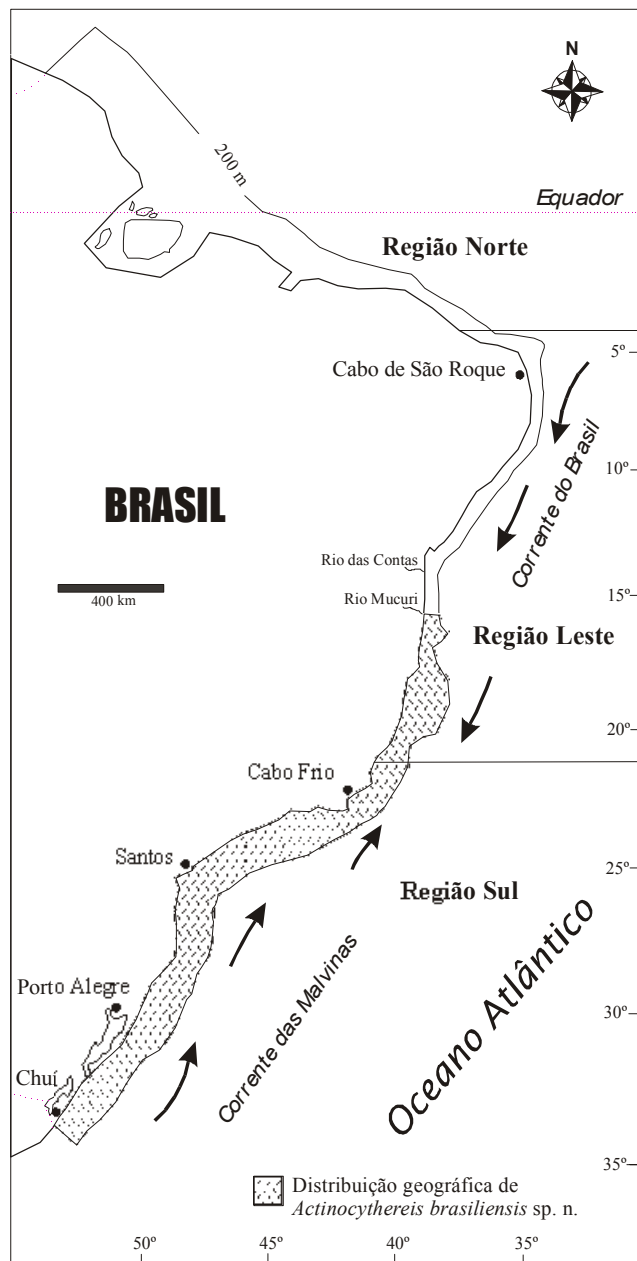 N
200 m
Equador
Região Norte
5º
Cabo de São Roque
Corrente do Brasil
10º
BRASIL
Rio das Contas
400 km
15º
Rio Mucuri
Região Leste
20º
Cabo Frio
Santos
25º
Região Sul
Oceano Atlântico
Corrente das Malvinas
Porto Alegre
30º
Chuí
35º
Distribuição geográfica de
Actinocythereis brasiliensis sp. n.
50º 45º 40º 35º